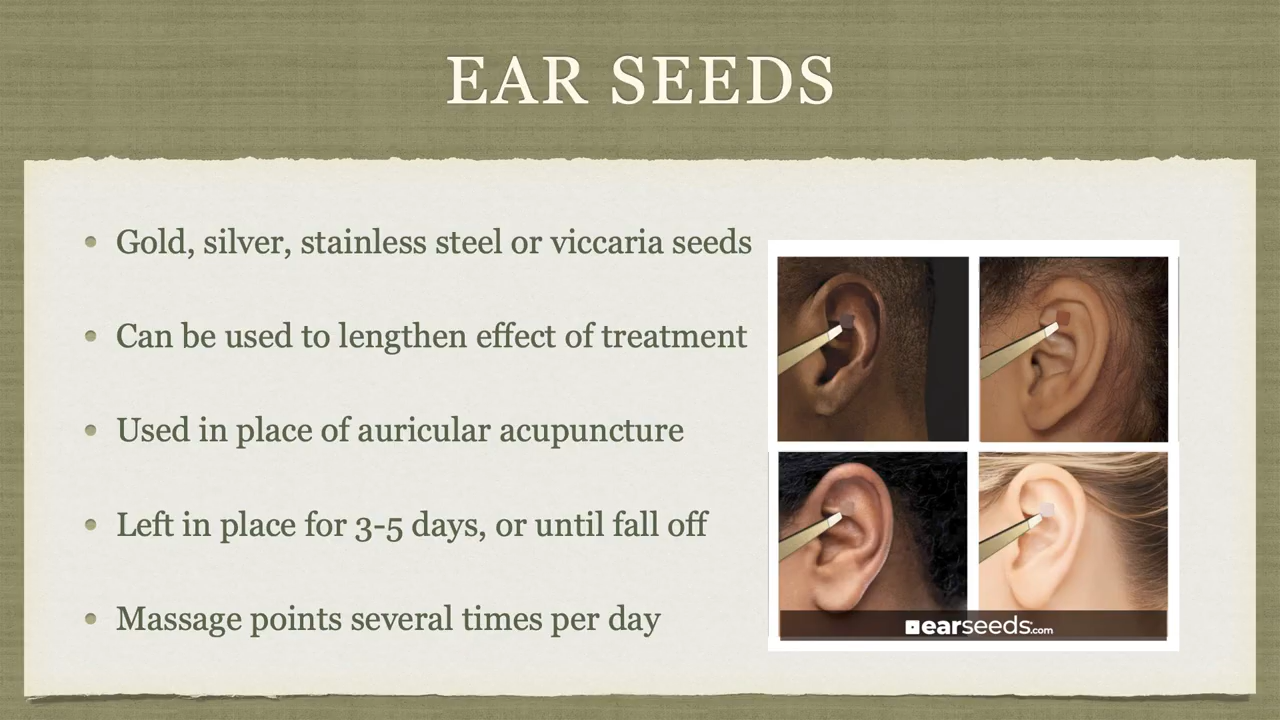 EAR SEEDS
Gold, silver, stainless steel or viccaria seeds
Can be used to lengthen effect of treatment
Used in place of auricular acupuncture
Left in place for 3-5 days, or until fall off
Massage points several times per day
earseeds.com